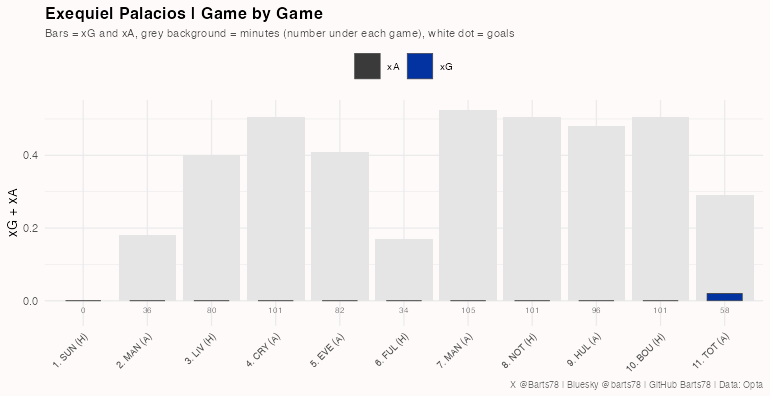 Exequiel Palacios | Game by Game
Bars = xG and xA, grey background = minutes (number under each game), white dot = goals
xA xG
xG + xA
0.4
0.2
0.0
0 36 80 101 82 34 105 101 96 101 58
1. SUN (H) 2. MAN (A) 3. LIV (H) 4. CRY (A) 5. EVE (A) 6. FUL (H) 7. MAN (A) 8. NOT (H) 9. HUL (A) 10. BOU (H) 11. TOT (A)
X @Barts78 | Bluesky @barts78 | GitHub Barts78 | Data: Opta